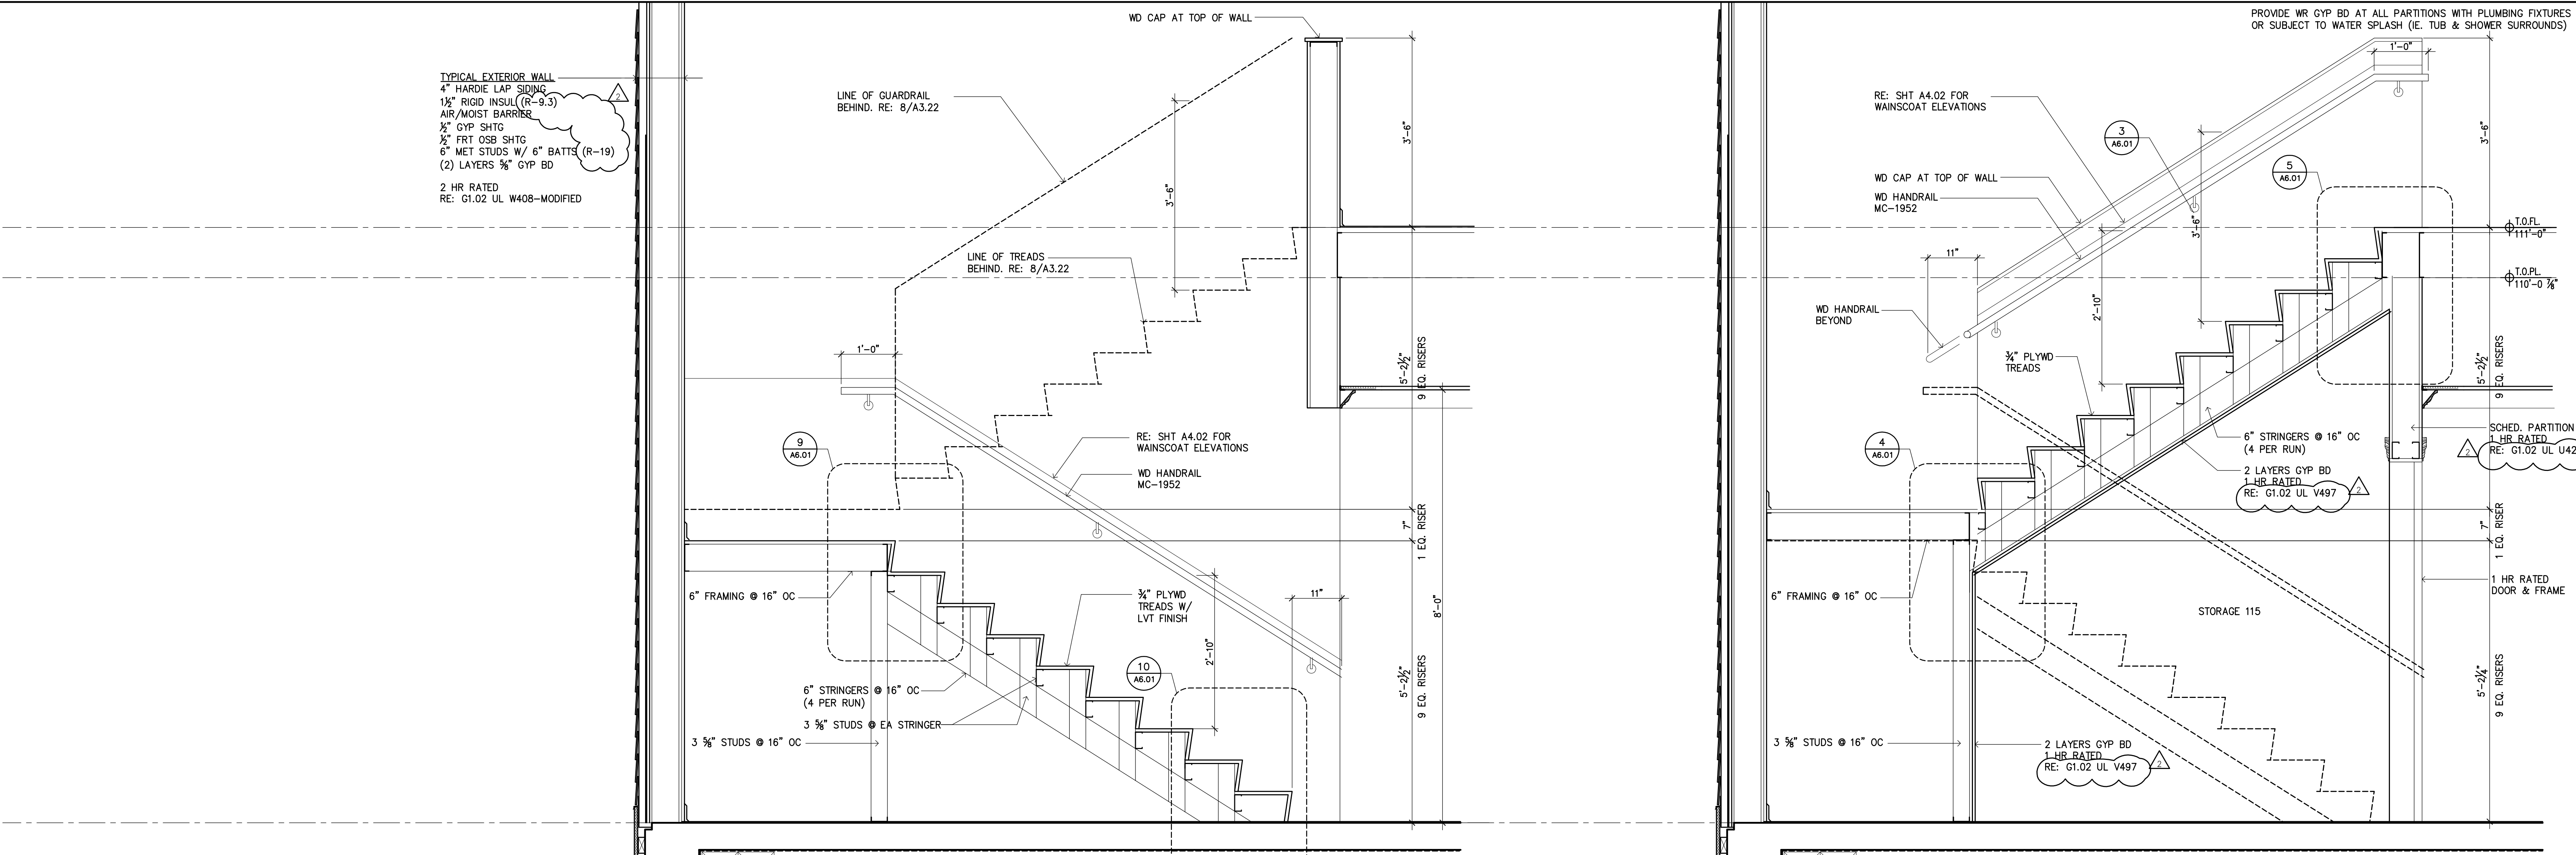 WD CAP AT TOP OF WALL
TYPICAL EXTERIOR WALL
4" HARDIE LAP SIDING
1½" RIGID INSUL (R-9.3)
AIR/MOIST BARRIER
½" GYP SHTG
½" FRT OSB SHTG
6" MET STUDS W/ 6" BATTS (R-19)
(2) LAYERS ⅝" GYP BD
2 HR RATED
RE: G1.02 UL W408-MODIFIED
2
LINE OF GUARDRAIL
BEHIND. RE: 8/A3.22
3'-6"
3'-6"
LINE OF TREADS
BEHIND. RE: 8/A3.22
1'-0"
9
A6.01
RE: SHT A4.02 FOR
WAINSCOAT ELEVATIONS
WD HANDRAIL
MC-1952
5'-2½"
9 EQ. RISERS
7"
1 EQ. RISER
6" FRAMING @ 16" OC
¾" PLYWD
TREADS W/
LVT FINISH
11"
2'-10"
8'-0"
10
A6.01
6" STRINGERS @ 16" OC
(4 PER RUN)
3 ⅝" STUDS @ EA STRINGER
3 ⅝" STUDS @ 16" OC
5'-2½"
9 EQ. RISERS
PROVIDE WR GYP BD AT ALL PARTITIONS WITH PLUMBING FIXTURES
OR SUBJECT TO WATER SPLASH (IE. TUB & SHOWER SURROUNDS)
1'-0"
RE: SHT A4.02 FOR
WAINSCOAT ELEVATIONS
3
A6.01
3'-6"
5
A6.01
WD CAP AT TOP OF WALL
WD HANDRAIL
MC-1952
3'-6"
T.O.FL.
111'-0"
11"
T.O.PL.
110'-0 ⅞"
2'-10"
WD HANDRAIL
BEYOND
¾" PLYWD
TREADS
5'-2½"
9 EQ. RISERS
4
A6.01
6" STRINGERS @ 16" OC
(4 PER RUN)
SCHED. PARTITION
1 HR RATED
RE: G1.02 UL U42
2
2 LAYERS GYP BD
1 HR RATED
RE: G1.02 UL V497
2
7"
1 EQ. RISER
6" FRAMING @ 16" OC
STORAGE 115
1 HR RATED
DOOR & FRAME
5'-2¼"
9 EQ. RISERS
3 ⅝" STUDS @ 16" OC
2 LAYERS GYP BD
1 HR RATED
RE: G1.02 UL V497
2